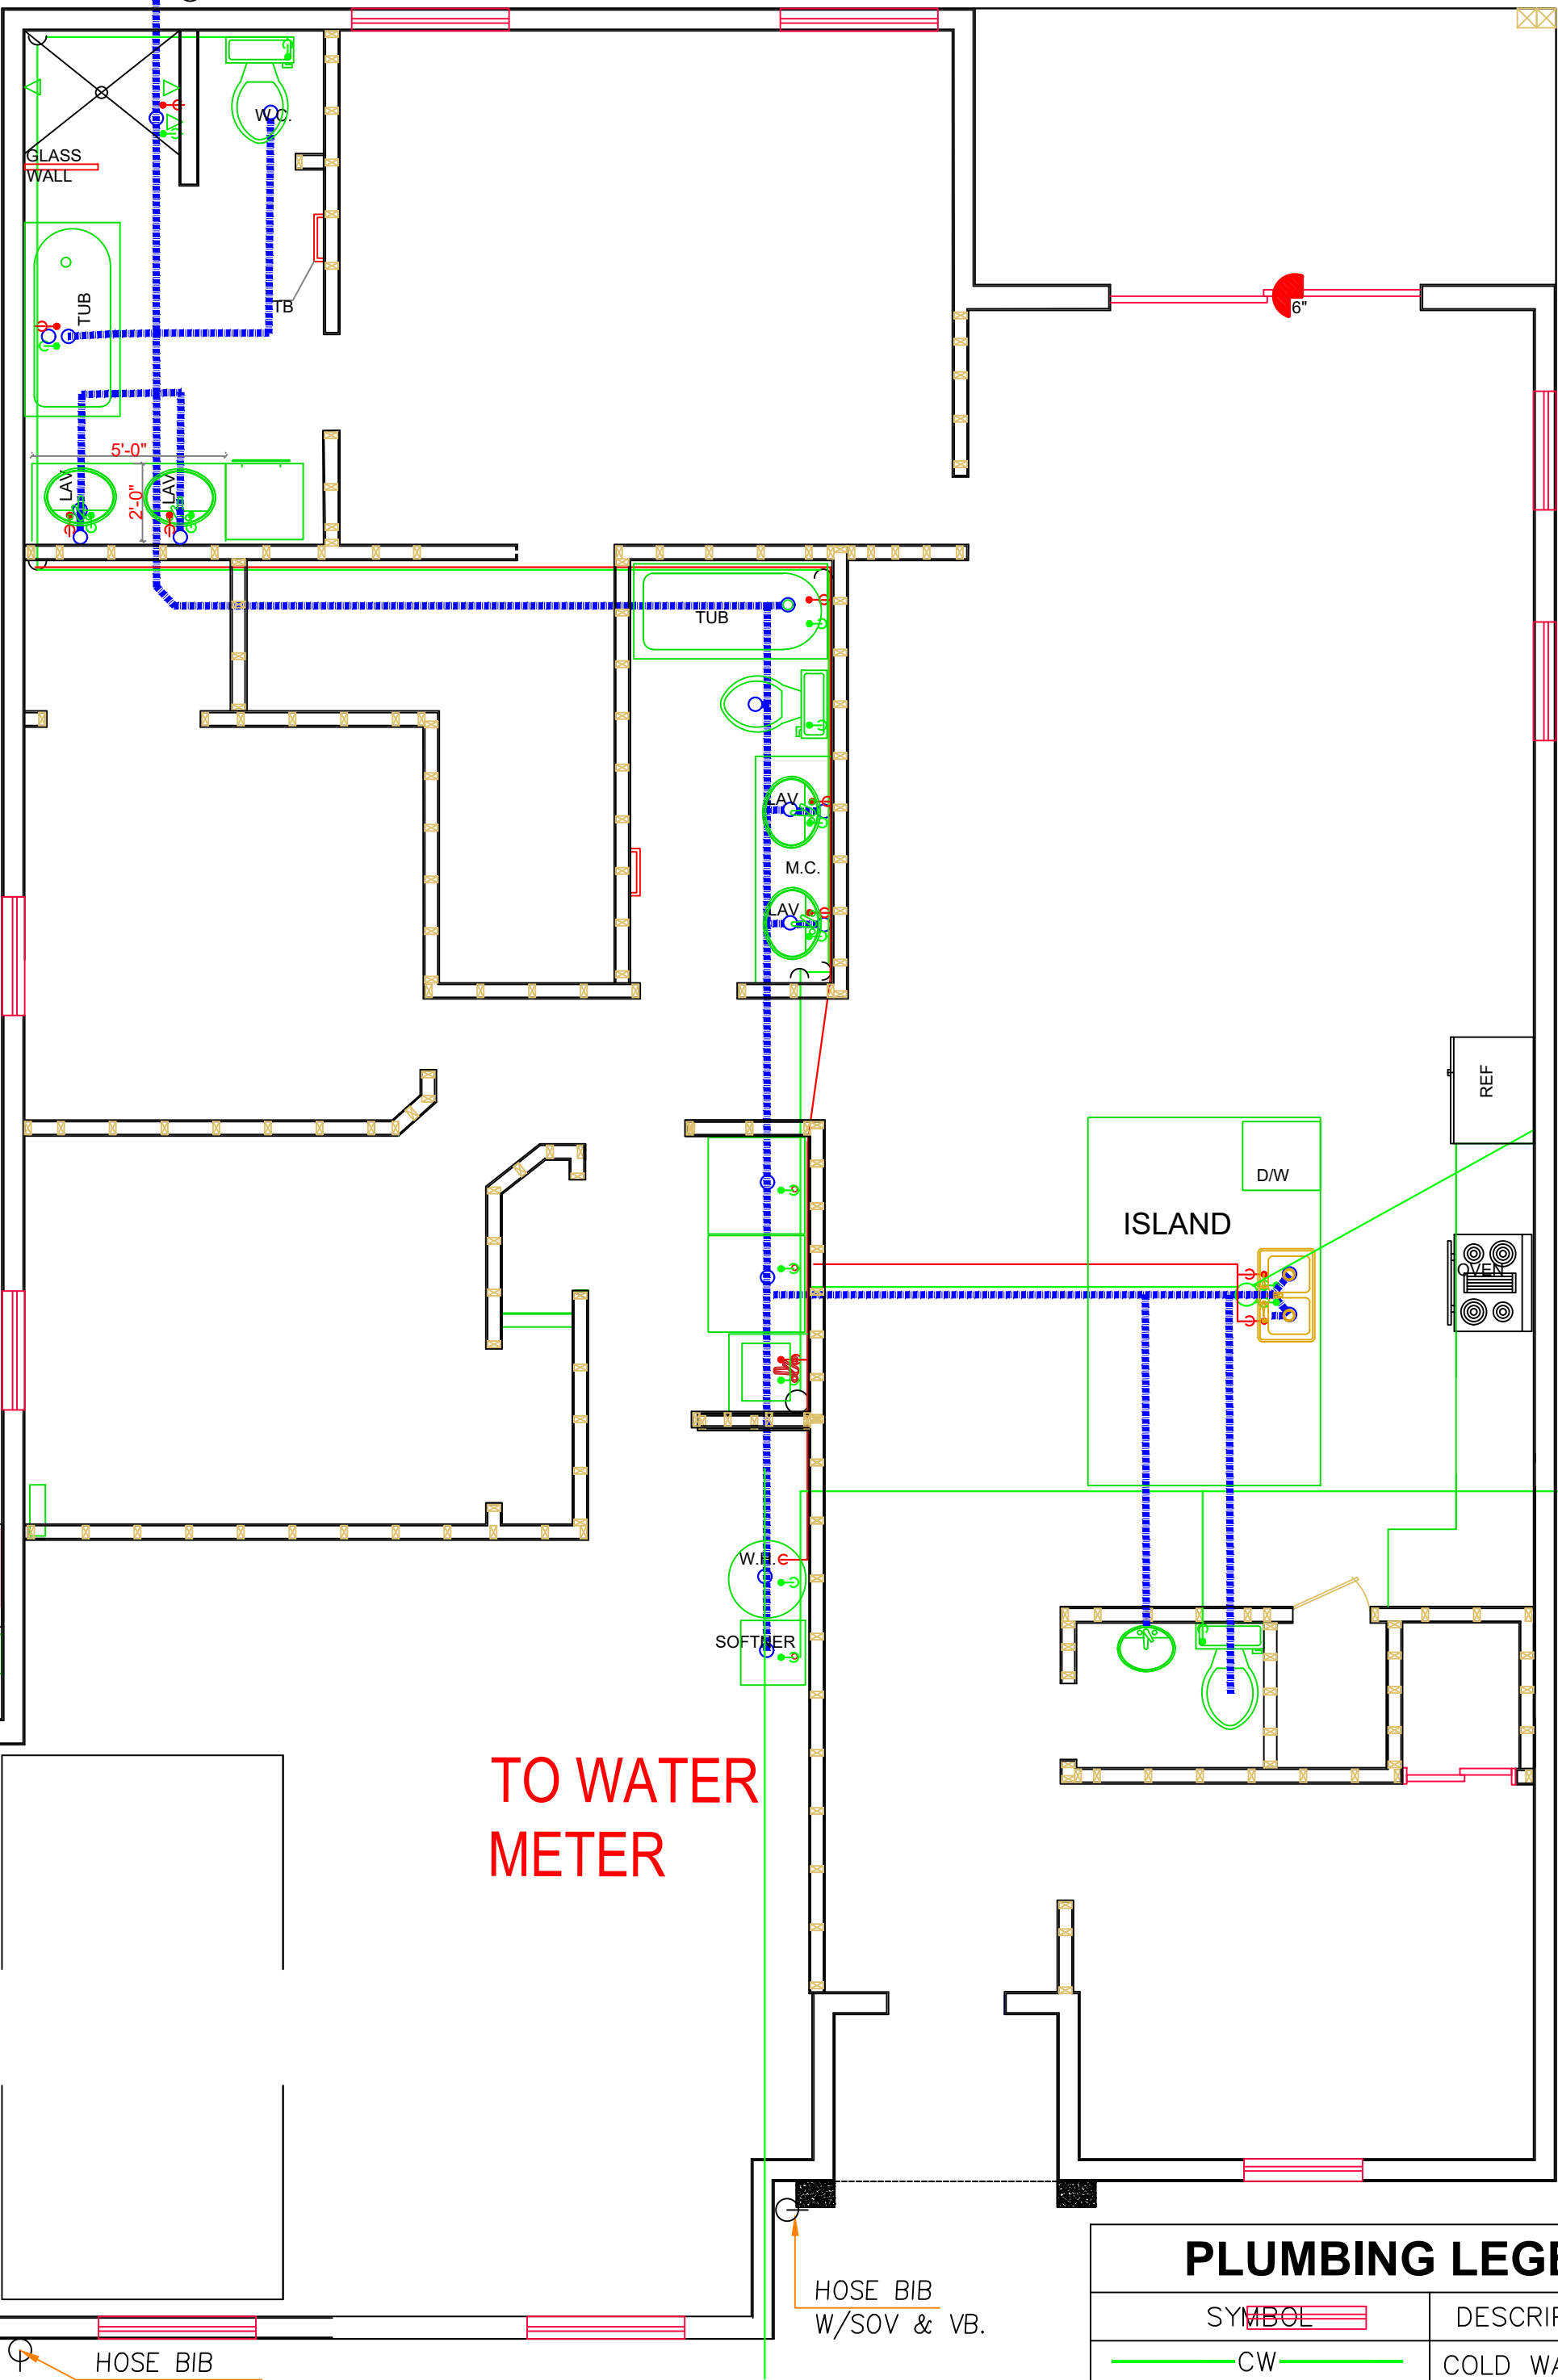 W.C.
GLASS
WALL
TUB
TB
6"
5'-0"
LAV
LAV
2'-0"
TUB
LAV
M.C.
LAV
REF
D/W
ISLAND
OVEN
W.H.
SOFTNER
TO WATER
METER
HOSE BIB
W/SOV & VB.
HOSE BIB
PLUMBING LEGE
SYMBOL
DESCRIP
CW
COLD WA